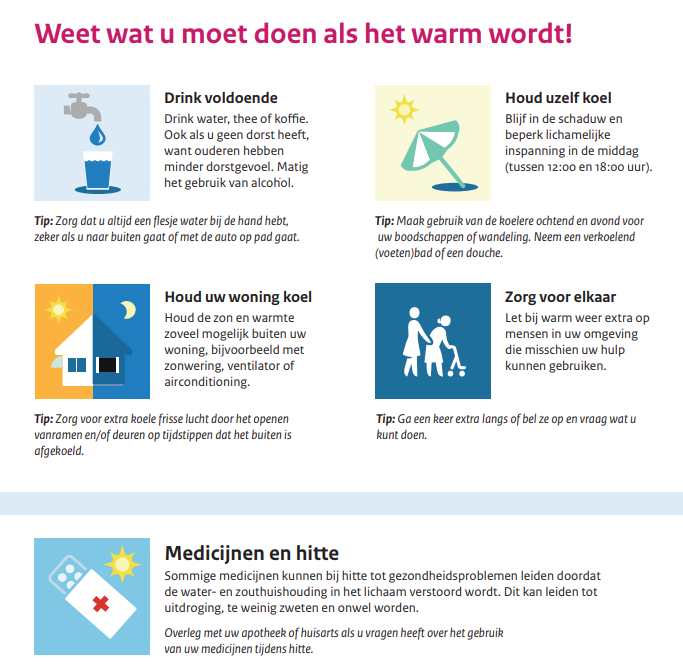 Weet wat u moet doen als het warm wordt!
Drink voldoende
Drink water, thee of koffie.
Ook als u geen dorst heeft,
want ouderen hebben
minder dorstgevoel. Matig
het gebruik van alcohol.
Tip: Zorg dat u altijd een flesje water bij de hand hebt,
zeker als u naar buiten gaat of met de auto op pad gaat.
Houd uzelf koel
Blijf in de schaduw en
beperk lichamelijke
inspanning in de middag
(tussen 12:00 en 18:00 uur).
Tip: Maak gebruik van de koelere ochtend en avond voor
uw boodschappen of wandeling. Neem een verkoelend
(voeten)bad of een douche.
Houd uw woning koel
Houd de zon en warmte
zoveel mogelijk buiten uw
woning, bijvoorbeeld met
zonwering, ventilator of
airconditioning.
Tip: Zorg voor extra koele frisse lucht door het openen
vanramen en/of deuren op tijdstippen dat het buiten is
afgekoeld.
Zorg voor elkaar
Let bij warm weer extra op
mensen in uw omgeving
die misschien uw hulp
kunnen gebruiken.
Tip: Ga een keer extra langs of bel ze op en vraag wat u
kunt doen.
Medicijnen en hitte
Sommige medicijnen kunnen bij hitte tot gezondheidsproblemen leiden doordat
de water- en zouthuishouding in het lichaam verstoord wordt. Dit kan leiden tot
uitdroging, te weinig zweten en onwel worden.
Overleg met uw apotheek of huisarts als u vragen heeft over het gebruik
van uw medicijnen tijdens hitte.